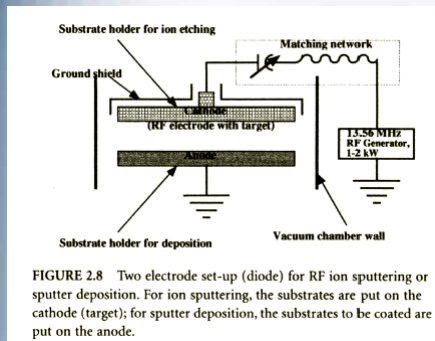 Substrate holder for ion etching
Matching network
Ground shield
Cathode
(RF electrode with target)
13.56 MHz
RF Generator,
1-2 kW
Anode
Substrate holder for deposition
Vacuum chamber wall
FIGURE 2.8 Two electrode set-up (diode) for RF ion sputtering or
sputter deposition. For ion sputtering, the substrates are put on the
cathode (target); for sputter deposition, the substrates to be coated are
put on the anode.